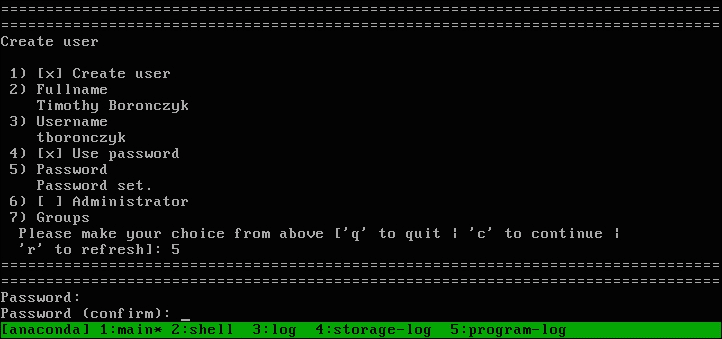 ================================================================================
================================================================================
Create user

 1) [x] Create user
 2) Fullname
    Timothy Boronczyk
 3) Username
    tboronczyk
 4) [x] Use password
 5) Password
    Password set.
 6) [ ] Administrator
 7) Groups
  Please make your choice from above ['q' to quit | 'c' to continue |
  'r' to refresh]: 5
================================================================================
================================================================================
Password:
Password (confirm): _
[anaconda] 1:main* 2:shell  3:log  4:storage-log  5:program-log